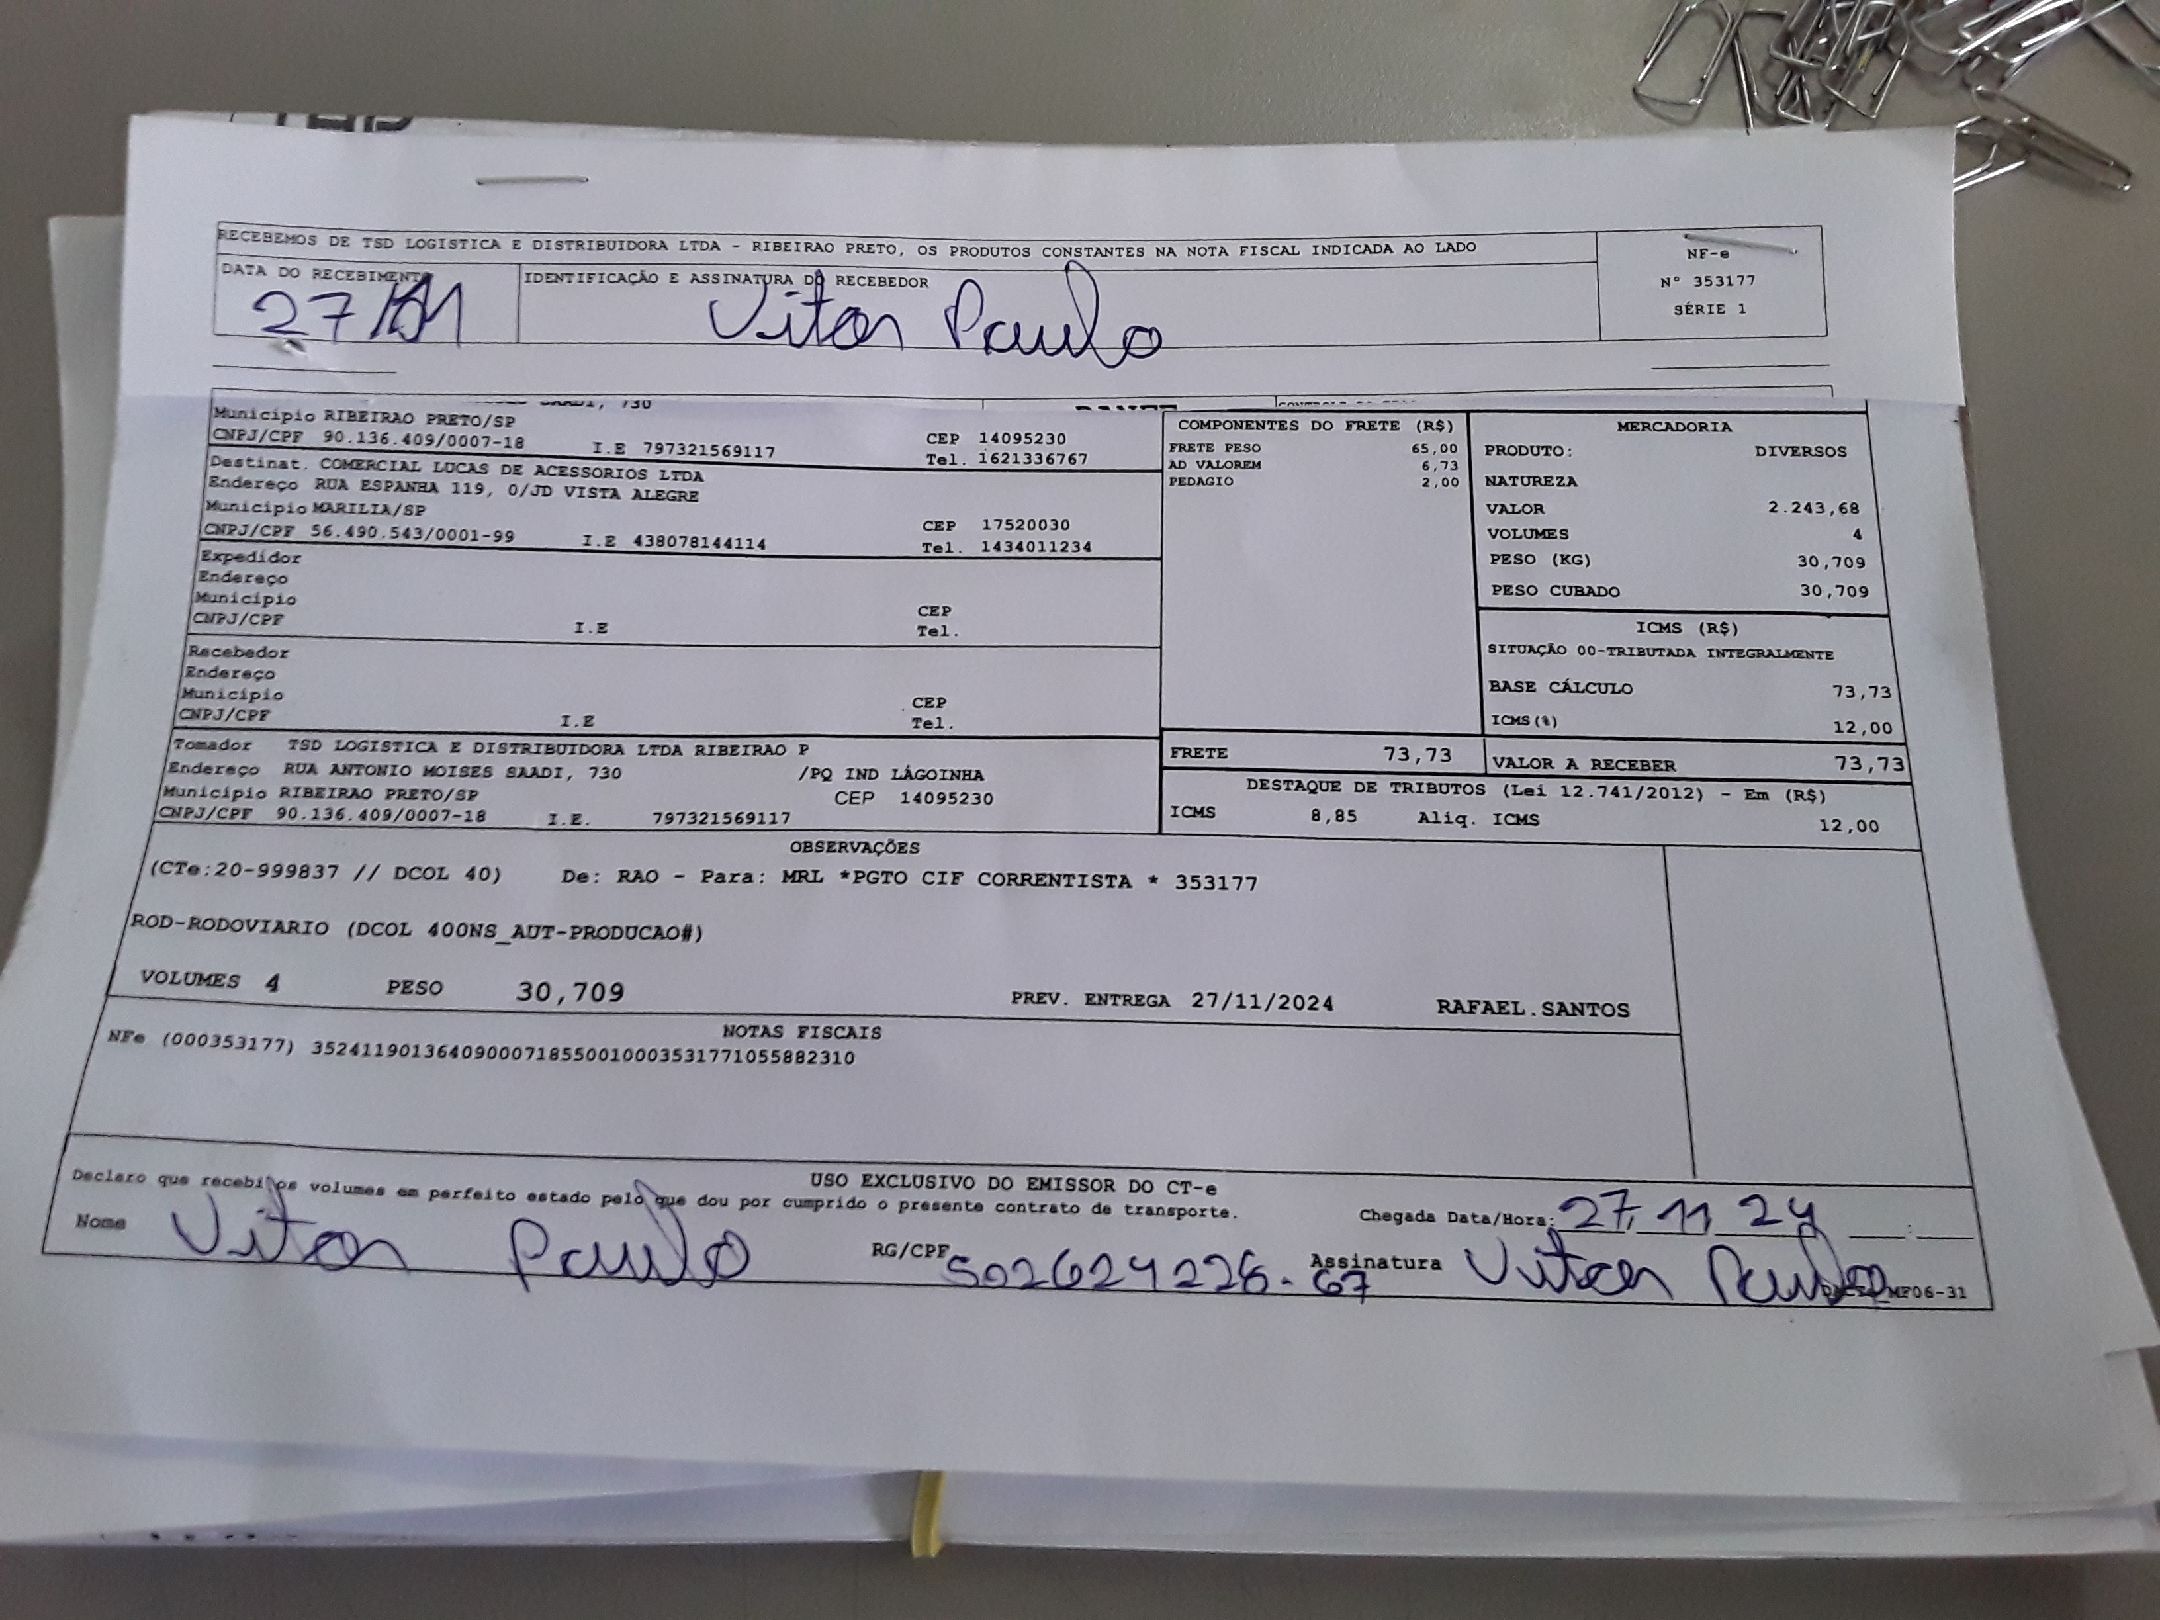 RECEBEMOS DE TSD LOGISTICA E DISTRIBUIDORA LTDA - RIBEIRAO PRETO, OS PRODUTOS CONSTANTES NA NOTA FISCAL INDICADA AO LADO
DATA DO RECEBIMENTO
27/11
IDENTIFICAÇÃO E ASSINATURA DO RECEBEDOR
Vitor Paulo
NF-e
Nº 353177
SÉRIE 1
SAADI, 730
Município RIBEIRAO PRETO/SP
CNPJ/CPF 90.136.409/0007-18 I.E 797321569117
CEP 14095230
Tel. 1621336767
Destinat. COMERCIAL LUCAS DE ACESSORIOS LTDA
Endereço RUA ESPANHA 119, 0/JD VISTA ALEGRE
Município MARILIA/SP
CNPJ/CPF 56.490.543/0001-99 I.E 438078144114
CEP 17520030
Tel. 1434011234
Expedidor
Endereço
Município
CNPJ/CPF I.E
CEP
Tel.
Recebedor
Endereço
Município
CNPJ/CPF I.E
CEP
Tel.
Tomador TSD LOGISTICA E DISTRIBUIDORA LTDA RIBEIRAO P
Endereço RUA ANTONIO MOISES SAADI, 730 /PQ IND LAGOINHA
Município RIBEIRAO PRETO/SP CEP 14095230
CNPJ/CPF 90.136.409/0007-18 I.E. 797321569117
COMPONENTES DO FRETE (R$)
FRETE PESO 65,00
AD VALOREM 6,73
PEDAGIO 2,00
MERCADORIA
PRODUTO: DIVERSOS
NATUREZA
VALOR 2.243,68
VOLUMES 4
PESO (KG) 30,709
PESO CUBADO 30,709
ICMS (R$)
SITUAÇÃO 00-TRIBUTADA INTEGRALMENTE
BASE CÁLCULO 73,73
ICMS(%) 12,00
FRETE 73,73
VALOR A RECEBER 73,73
DESTAQUE DE TRIBUTOS (Lei 12.741/2012) - Em (R$)
ICMS 8,85 Aliq. ICMS 12,00
OBSERVAÇÕES
(CTe:20-999837 // DCOL 40) De: RAO - Para: MRL *PGTO CIF CORRENTISTA * 353177
ROD-RODOVIARIO (DCOL 400NS_AUT-PRODUCAO#)
VOLUMES 4 PESO 30,709 PREV. ENTREGA 27/11/2024 RAFAEL.SANTOS
NOTAS FISCAIS
NFe (000353177) 35241190136409000718550010003531771055882310
USO EXCLUSIVO DO EMISSOR DO CT-e
Declaro que recebi os volumes em perfeito estado pelo que dou por cumprido o presente contrato de transporte.
Chegada Data/Hora: 27, 11, 24 :
Nome Vitor Paulo RG/CPF 502624228-67 Assinatura Vitor Paulo
MF06-31